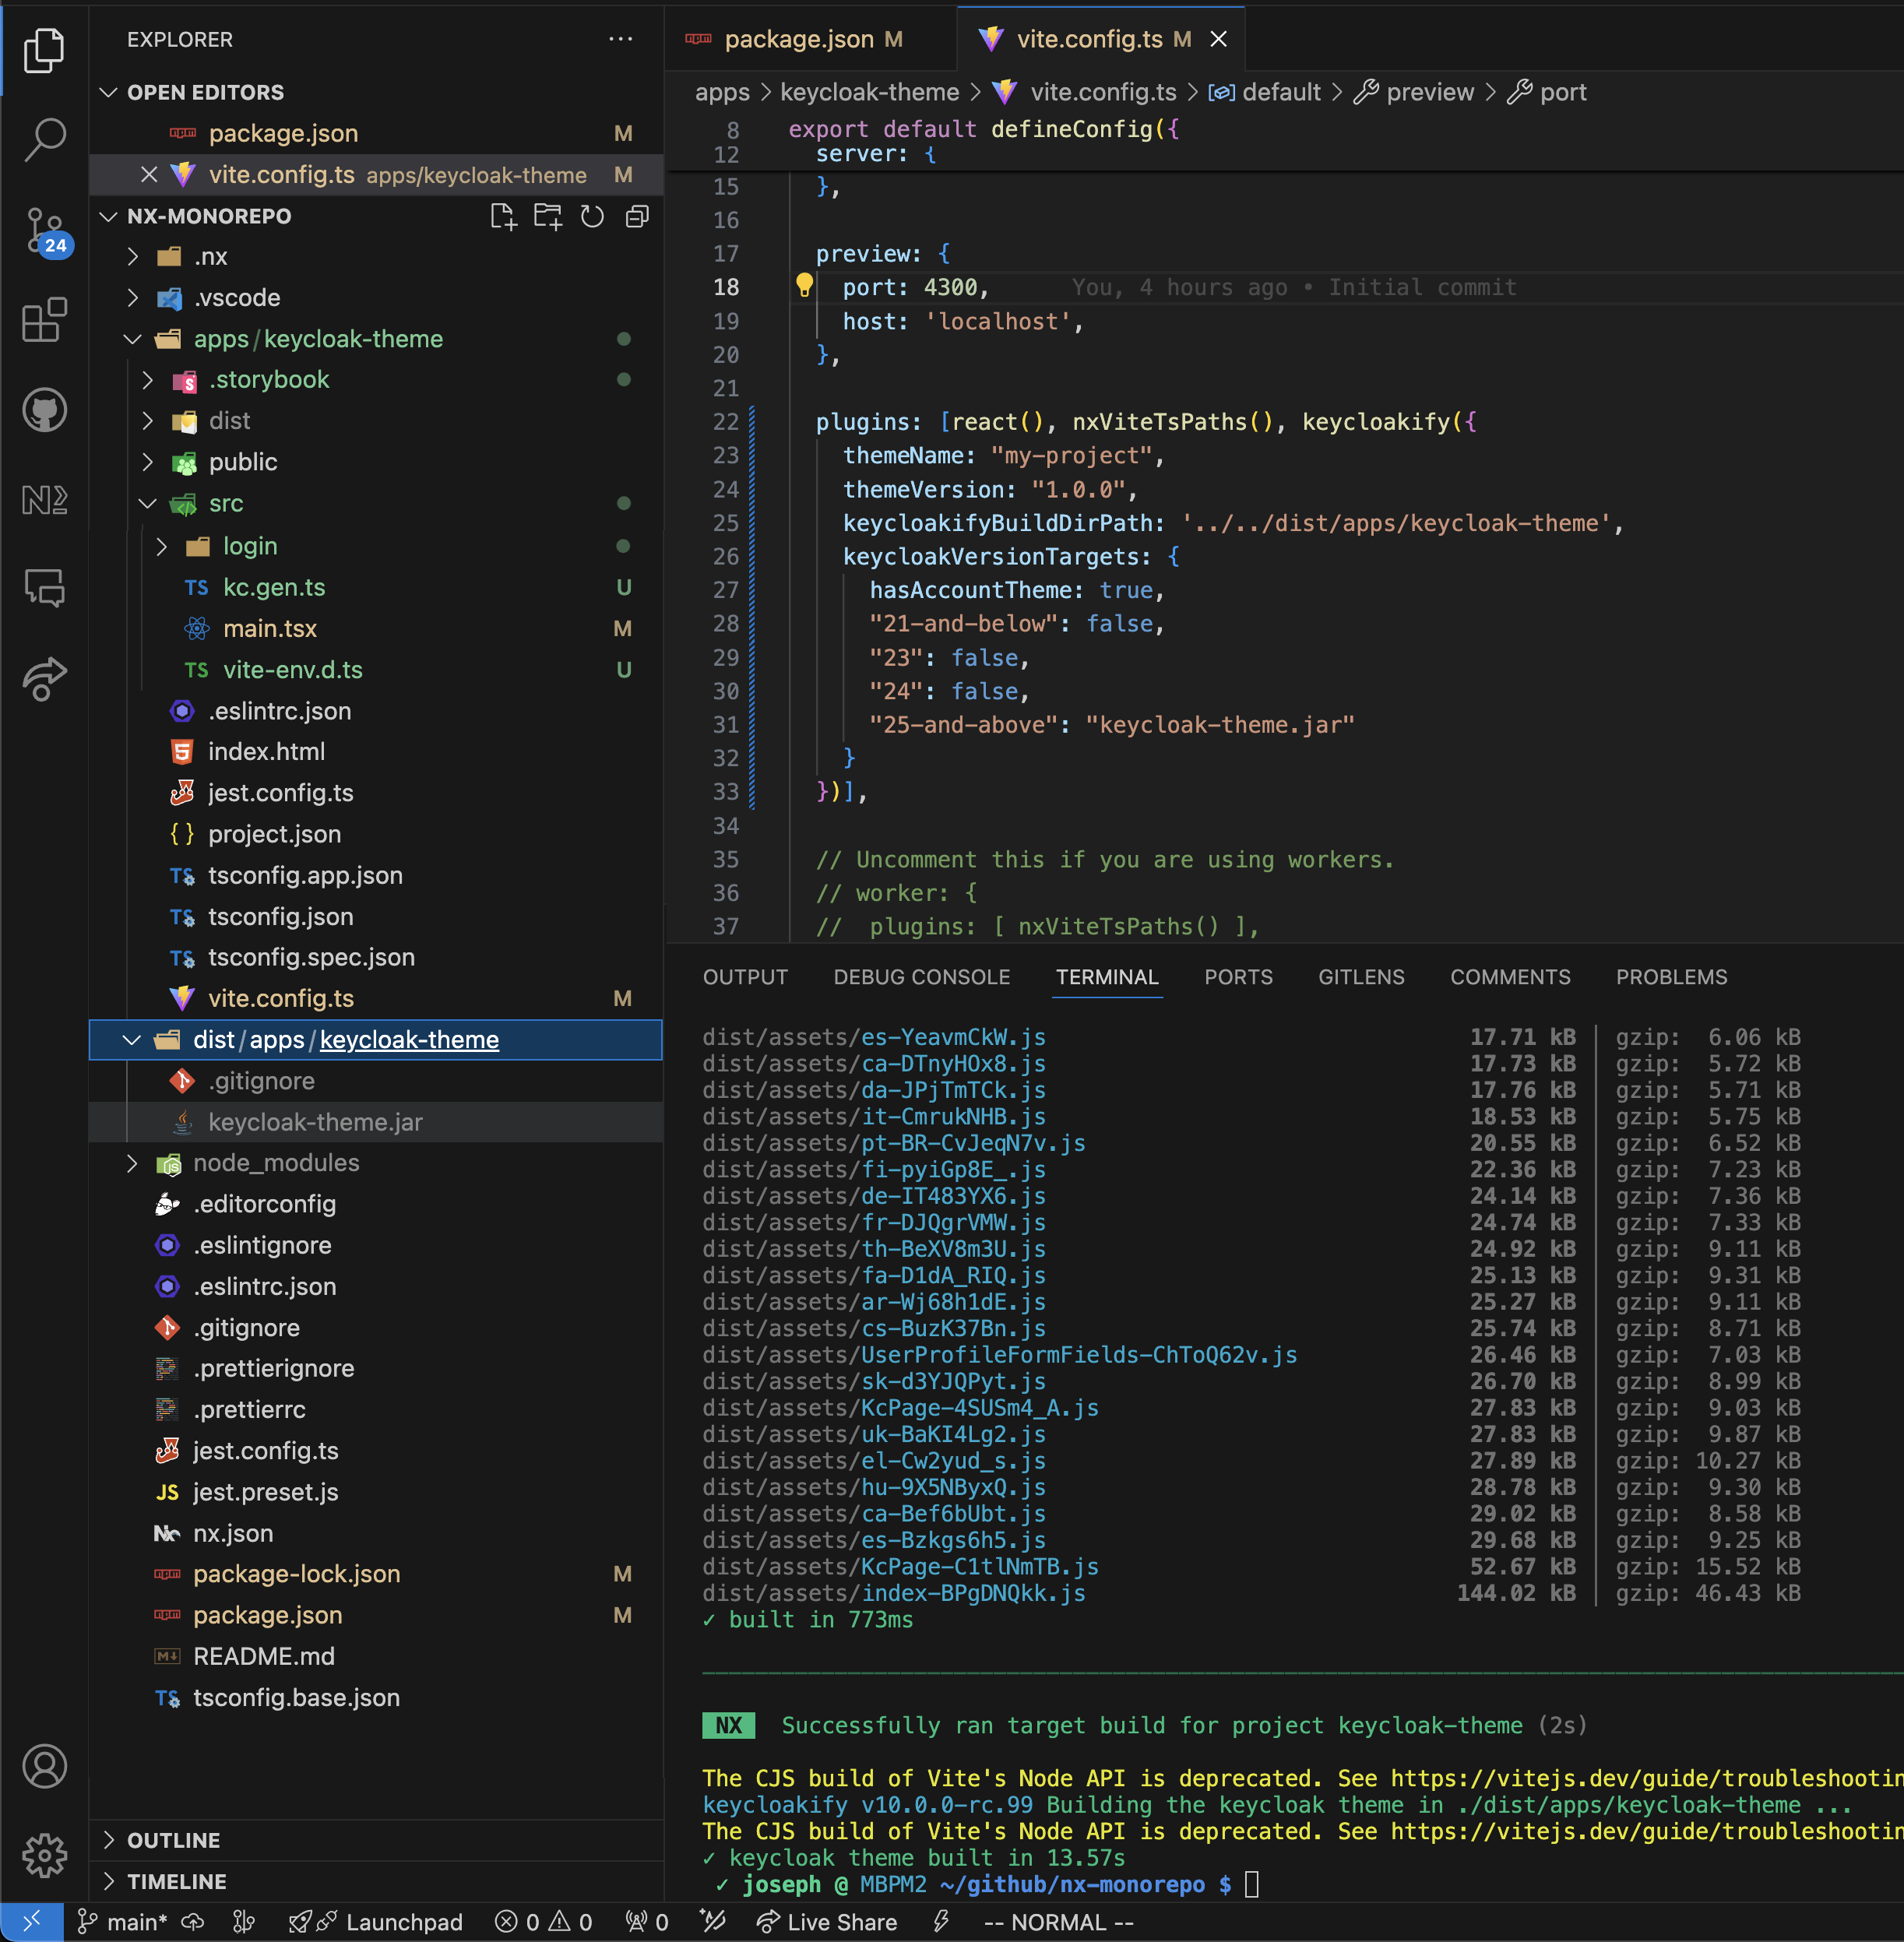 EXPLORER
OPEN EDITORS
package.json M
vite.config.ts apps/keycloak-theme M
NX-MONOREPO
24
.nx
.vscode
apps/keycloak-theme
.storybook
dist
public
src
login
TS kc.gen.ts U
main.tsx M
TS vite-env.d.ts U
.eslintrc.json
index.html
jest.config.ts
{ } project.json
TS tsconfig.app.json
TS tsconfig.json
TS tsconfig.spec.json
vite.config.ts M
dist/apps/keycloak-theme
.gitignore
keycloak-theme.jar
node_modules
.editorconfig
.eslintignore
.eslintrc.json
.gitignore
.prettierignore
.prettierrc
jest.config.ts
JS jest.preset.js
nx.json
package-lock.json M
package.json M
README.md
TS tsconfig.base.json
OUTLINE
TIMELINE
package.json M
vite.config.ts M
apps > keycloak-theme > vite.config.ts > default > preview > port
8 export default defineConfig({
12 server: {
15 },
16
17 preview: {
18 port: 4300, You, 4 hours ago • Initial commit
19 host: 'localhost',
20 },
21
22 plugins: [react(), nxViteTsPaths(), keycloakify({
23 themeName: "my-project",
24 themeVersion: "1.0.0",
25 keycloakifyBuildDirPath: '../../dist/apps/keycloak-theme',
26 keycloakVersionTargets: {
27 hasAccountTheme: true,
28 "21-and-below": false,
29 "23": false,
30 "24": false,
31 "25-and-above": "keycloak-theme.jar"
32 }
33 })],
34
35 // Uncomment this if you are using workers.
36 // worker: {
37 //  plugins: [ nxViteTsPaths() ],
OUTPUT DEBUG CONSOLE TERMINAL PORTS GITLENS COMMENTS PROBLEMS
dist/assets/es-YeavmCkW.js 17.71 kB │ gzip: 6.06 kB
dist/assets/ca-DTnyHOx8.js 17.73 kB │ gzip: 5.72 kB
dist/assets/da-JPjTmTCk.js 17.76 kB │ gzip: 5.71 kB
dist/assets/it-CmrukNHB.js 18.53 kB │ gzip: 5.75 kB
dist/assets/pt-BR-CvJeqN7v.js 20.55 kB │ gzip: 6.52 kB
dist/assets/fi-pyiGp8E_.js 22.36 kB │ gzip: 7.23 kB
dist/assets/de-IT483YX6.js 24.14 kB │ gzip: 7.36 kB
dist/assets/fr-DJQgrVMW.js 24.74 kB │ gzip: 7.33 kB
dist/assets/th-BeXV8m3U.js 24.92 kB │ gzip: 9.11 kB
dist/assets/fa-D1dA_RIQ.js 25.13 kB │ gzip: 9.31 kB
dist/assets/ar-Wj68h1dE.js 25.27 kB │ gzip: 9.11 kB
dist/assets/cs-BuzK37Bn.js 25.74 kB │ gzip: 8.71 kB
dist/assets/UserProfileFormFields-ChToQ62v.js 26.46 kB │ gzip: 7.03 kB
dist/assets/sk-d3YJQPyt.js 26.70 kB │ gzip: 8.99 kB
dist/assets/KcPage-4SUSm4_A.js 27.83 kB │ gzip: 9.03 kB
dist/assets/uk-BaKI4Lg2.js 27.83 kB │ gzip: 9.87 kB
dist/assets/el-Cw2yud_s.js 27.89 kB │ gzip: 10.27 kB
dist/assets/hu-9X5NByxQ.js 28.78 kB │ gzip: 9.30 kB
dist/assets/ca-Bef6bUbt.js 29.02 kB │ gzip: 8.58 kB
dist/assets/es-Bzkgs6h5.js 29.68 kB │ gzip: 9.25 kB
dist/assets/KcPage-C1tlNmTB.js 52.67 kB │ gzip: 15.52 kB
dist/assets/index-BPgDNQkk.js 144.02 kB │ gzip: 46.43 kB
✓ built in 773ms
NX Successfully ran target build for project keycloak-theme (2s)
The CJS build of Vite's Node API is deprecated. See https://vitejs.dev/guide/troubleshootin
keycloakify v10.0.0-rc.99 Building the keycloak theme in ./dist/apps/keycloak-theme ...
The CJS build of Vite's Node API is deprecated. See https://vitejs.dev/guide/troubleshootin
✓ keycloak theme built in 13.57s
✓ joseph @ MBPM2 ~/github/nx-monorepo $
main* Launchpad 0 0 0 Live Share -- NORMAL --